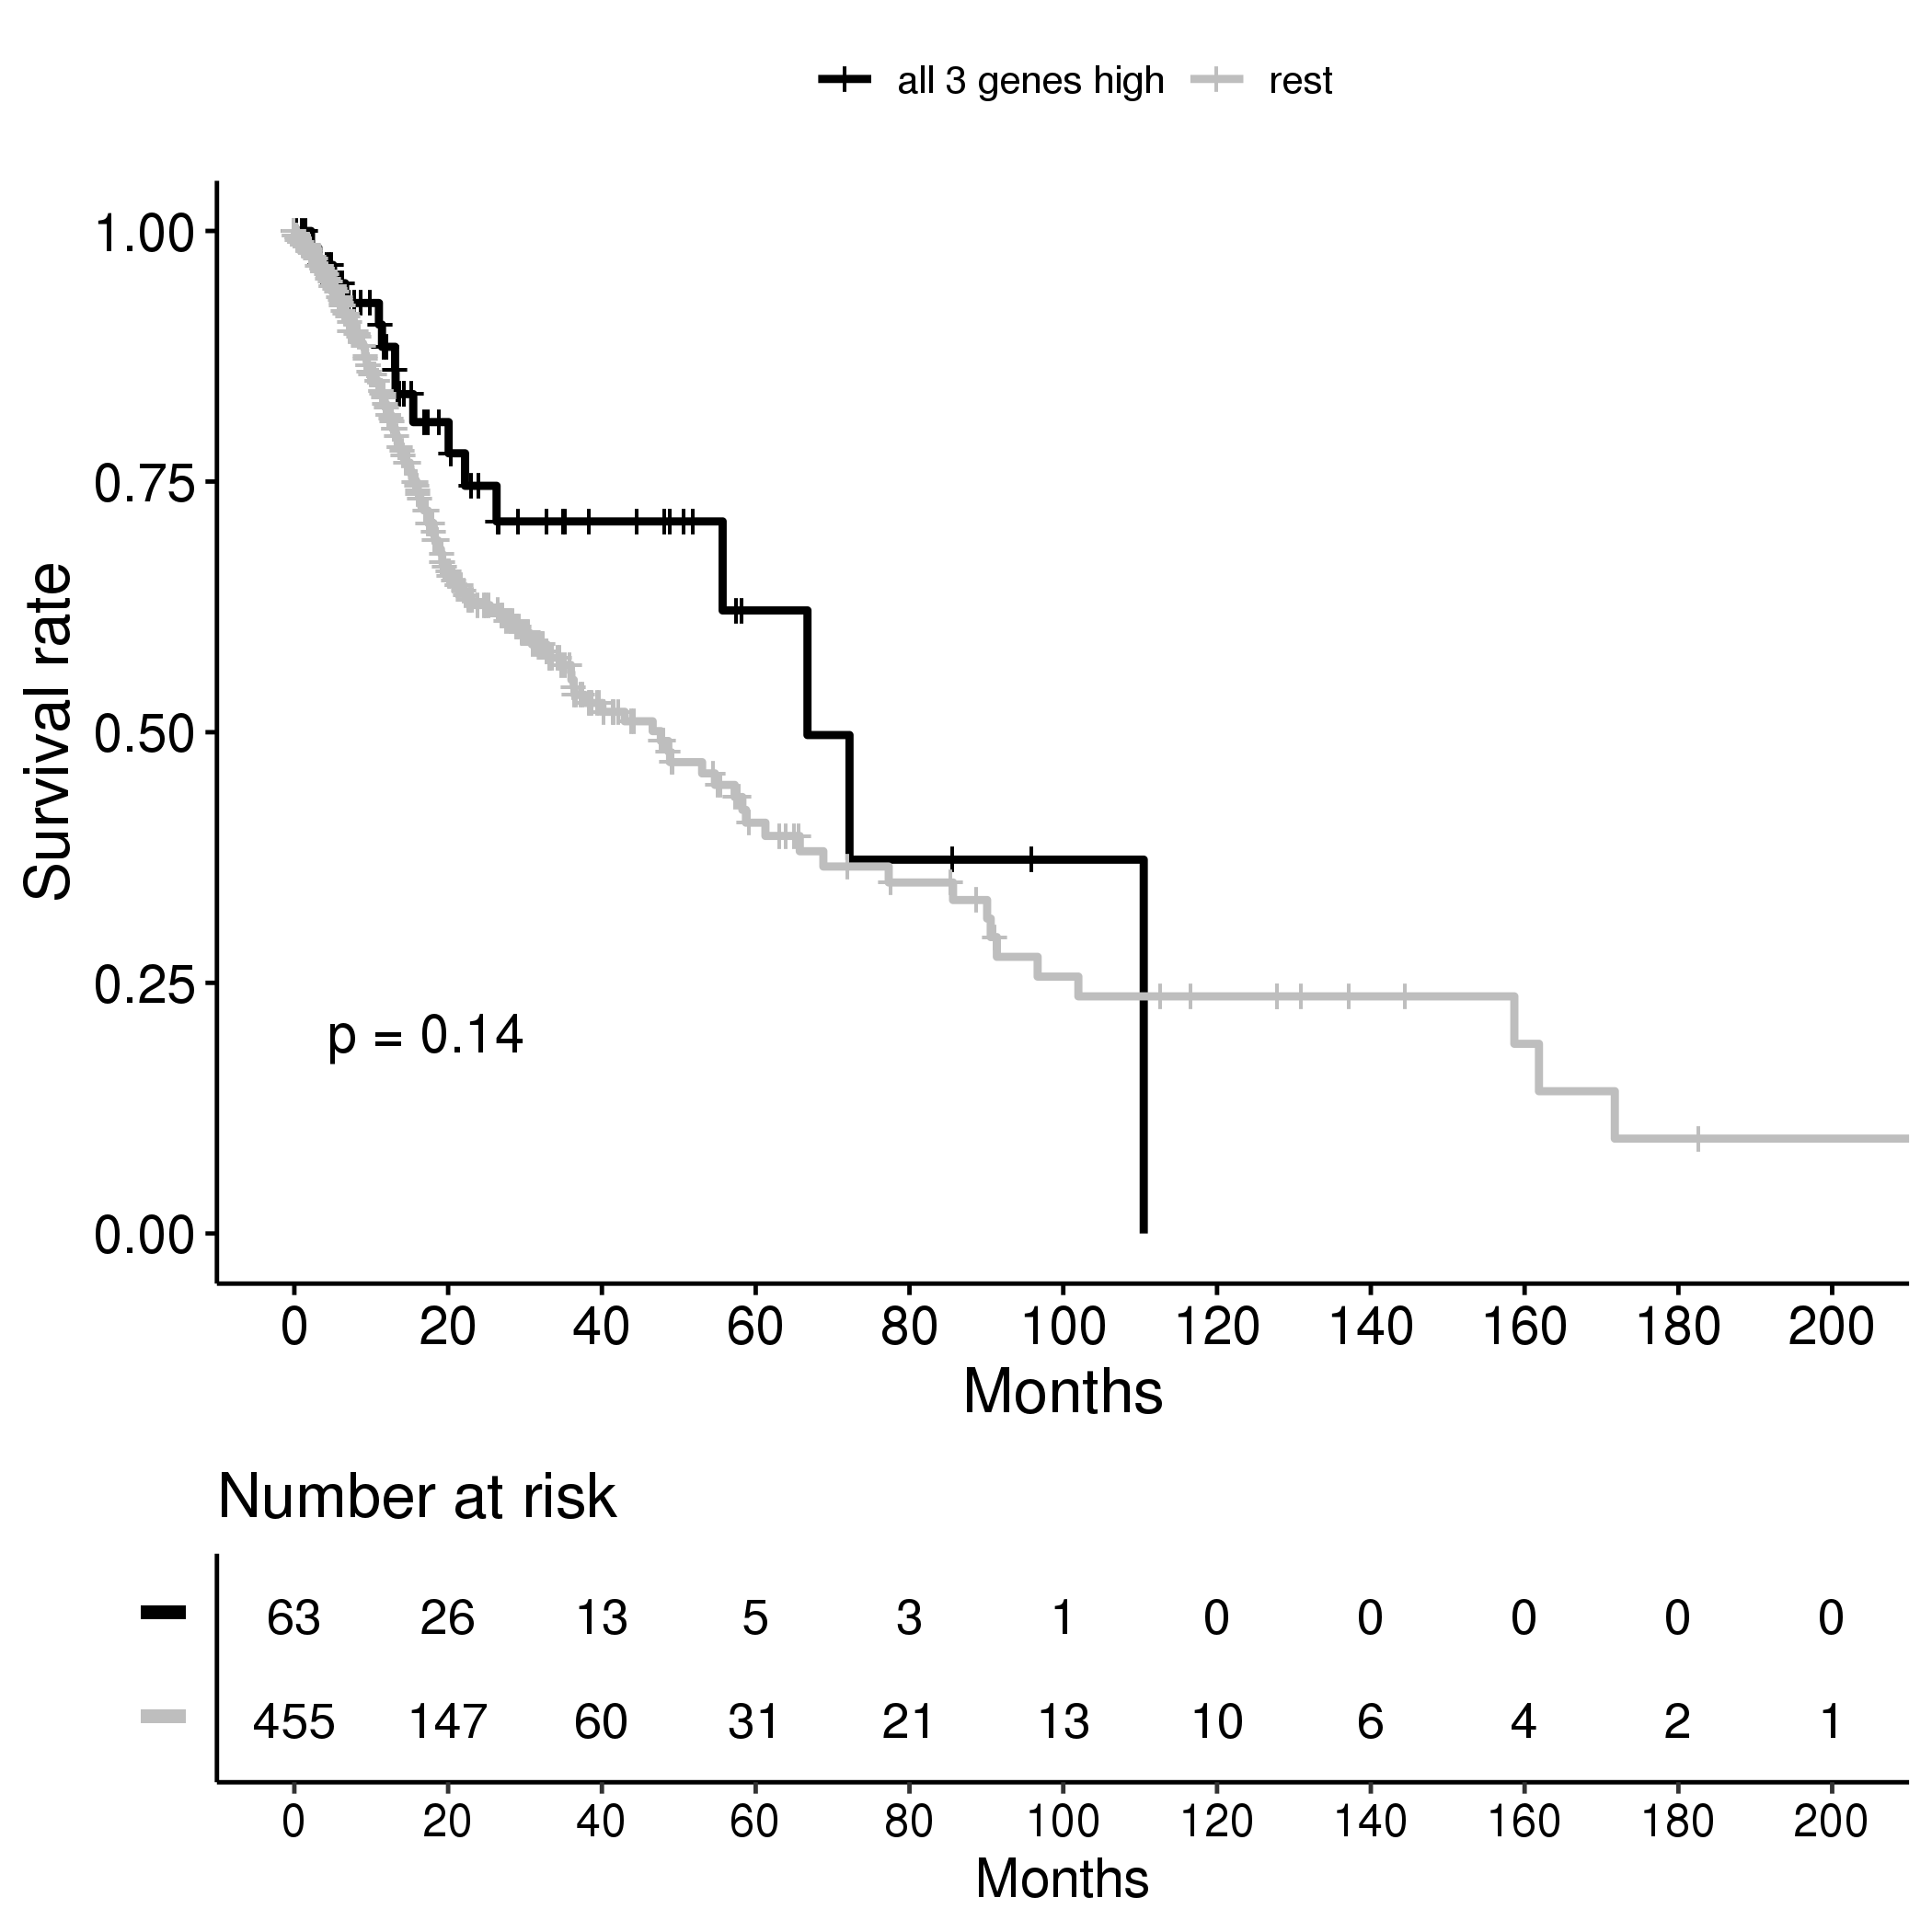 all 3 genes high rest
1.00
0.75
0.50
0.25
0.00
Survival rate
p = 0.14
0 20 40 60 80 100 120 140 160 180 200
Months
Number at risk
63 26 13 5 3 1 0 0 0 0 0
455 147 60 31 21 13 10 6 4 2 1
0 20 40 60 80 100 120 140 160 180 200
Months